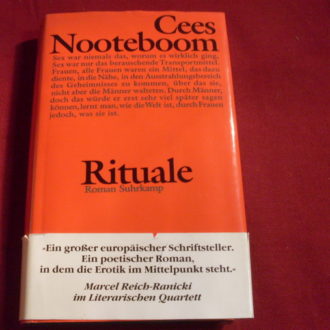 Cees
Nooteboom
Sex war niemals das, worum es wirklich ging,
Sex war nur das berauschende Transportmittel.
Frauen, alle Frauen waren ein Mittel, das dazu
diente, in die Nähe, in den Ausstrahlungsbereich
des Geheimnisses zu kommen, über das sie,
nicht aber die Männer walteten. Durch Männer,
doch das würde er erst sehr viel später sagen
können, lernt man, wie die Welt ist, durch Frauen
jedoch, was sie ist.
Rituale
Roman Suhrkamp
»Ein großer europäischer Schriftsteller.
Ein poetischer Roman,
in dem die Erotik im Mittelpunkt steht.«
Marcel Reich-Ranicki
im Literarischen Quartett